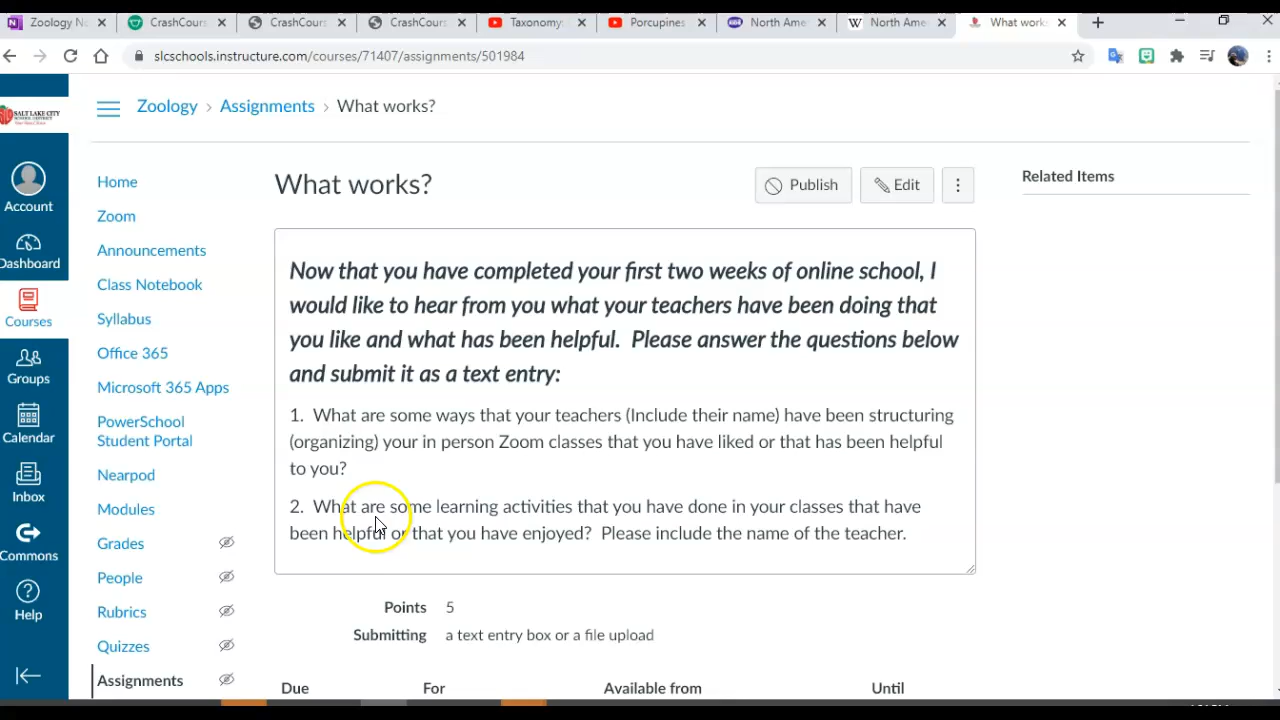 Zoology No
CrashCours
CrashCours
CrashCours
Taxonomy:
Porcupines
North Ame
North Ame
What works
slcschools.instructure.com/courses/71407/assignments/501984
SALT LAKE CITY
SCHOOL DISTRICT
Account
Dashboard
Courses
Groups
Calendar
Inbox
Commons
Help
Zoology > Assignments > What works?
Home
Zoom
Announcements
Class Notebook
Syllabus
Office 365
Microsoft 365 Apps
PowerSchool
Student Portal
Nearpod
Modules
Grades
People
Rubrics
Quizzes
Assignments
What works?
Publish
Edit
Related Items
Now that you have completed your first two weeks of online school, I
would like to hear from you what your teachers have been doing that
you like and what has been helpful. Please answer the questions below
and submit it as a text entry:
1. What are some ways that your teachers (Include their name) have been structuring
(organizing) your in person Zoom classes that you have liked or that has been helpful
to you?
2. What are some learning activities that you have done in your classes that have
been helpful or that you have enjoyed? Please include the name of the teacher.
Points 5
Submitting a text entry box or a file upload
Due For Available from Until